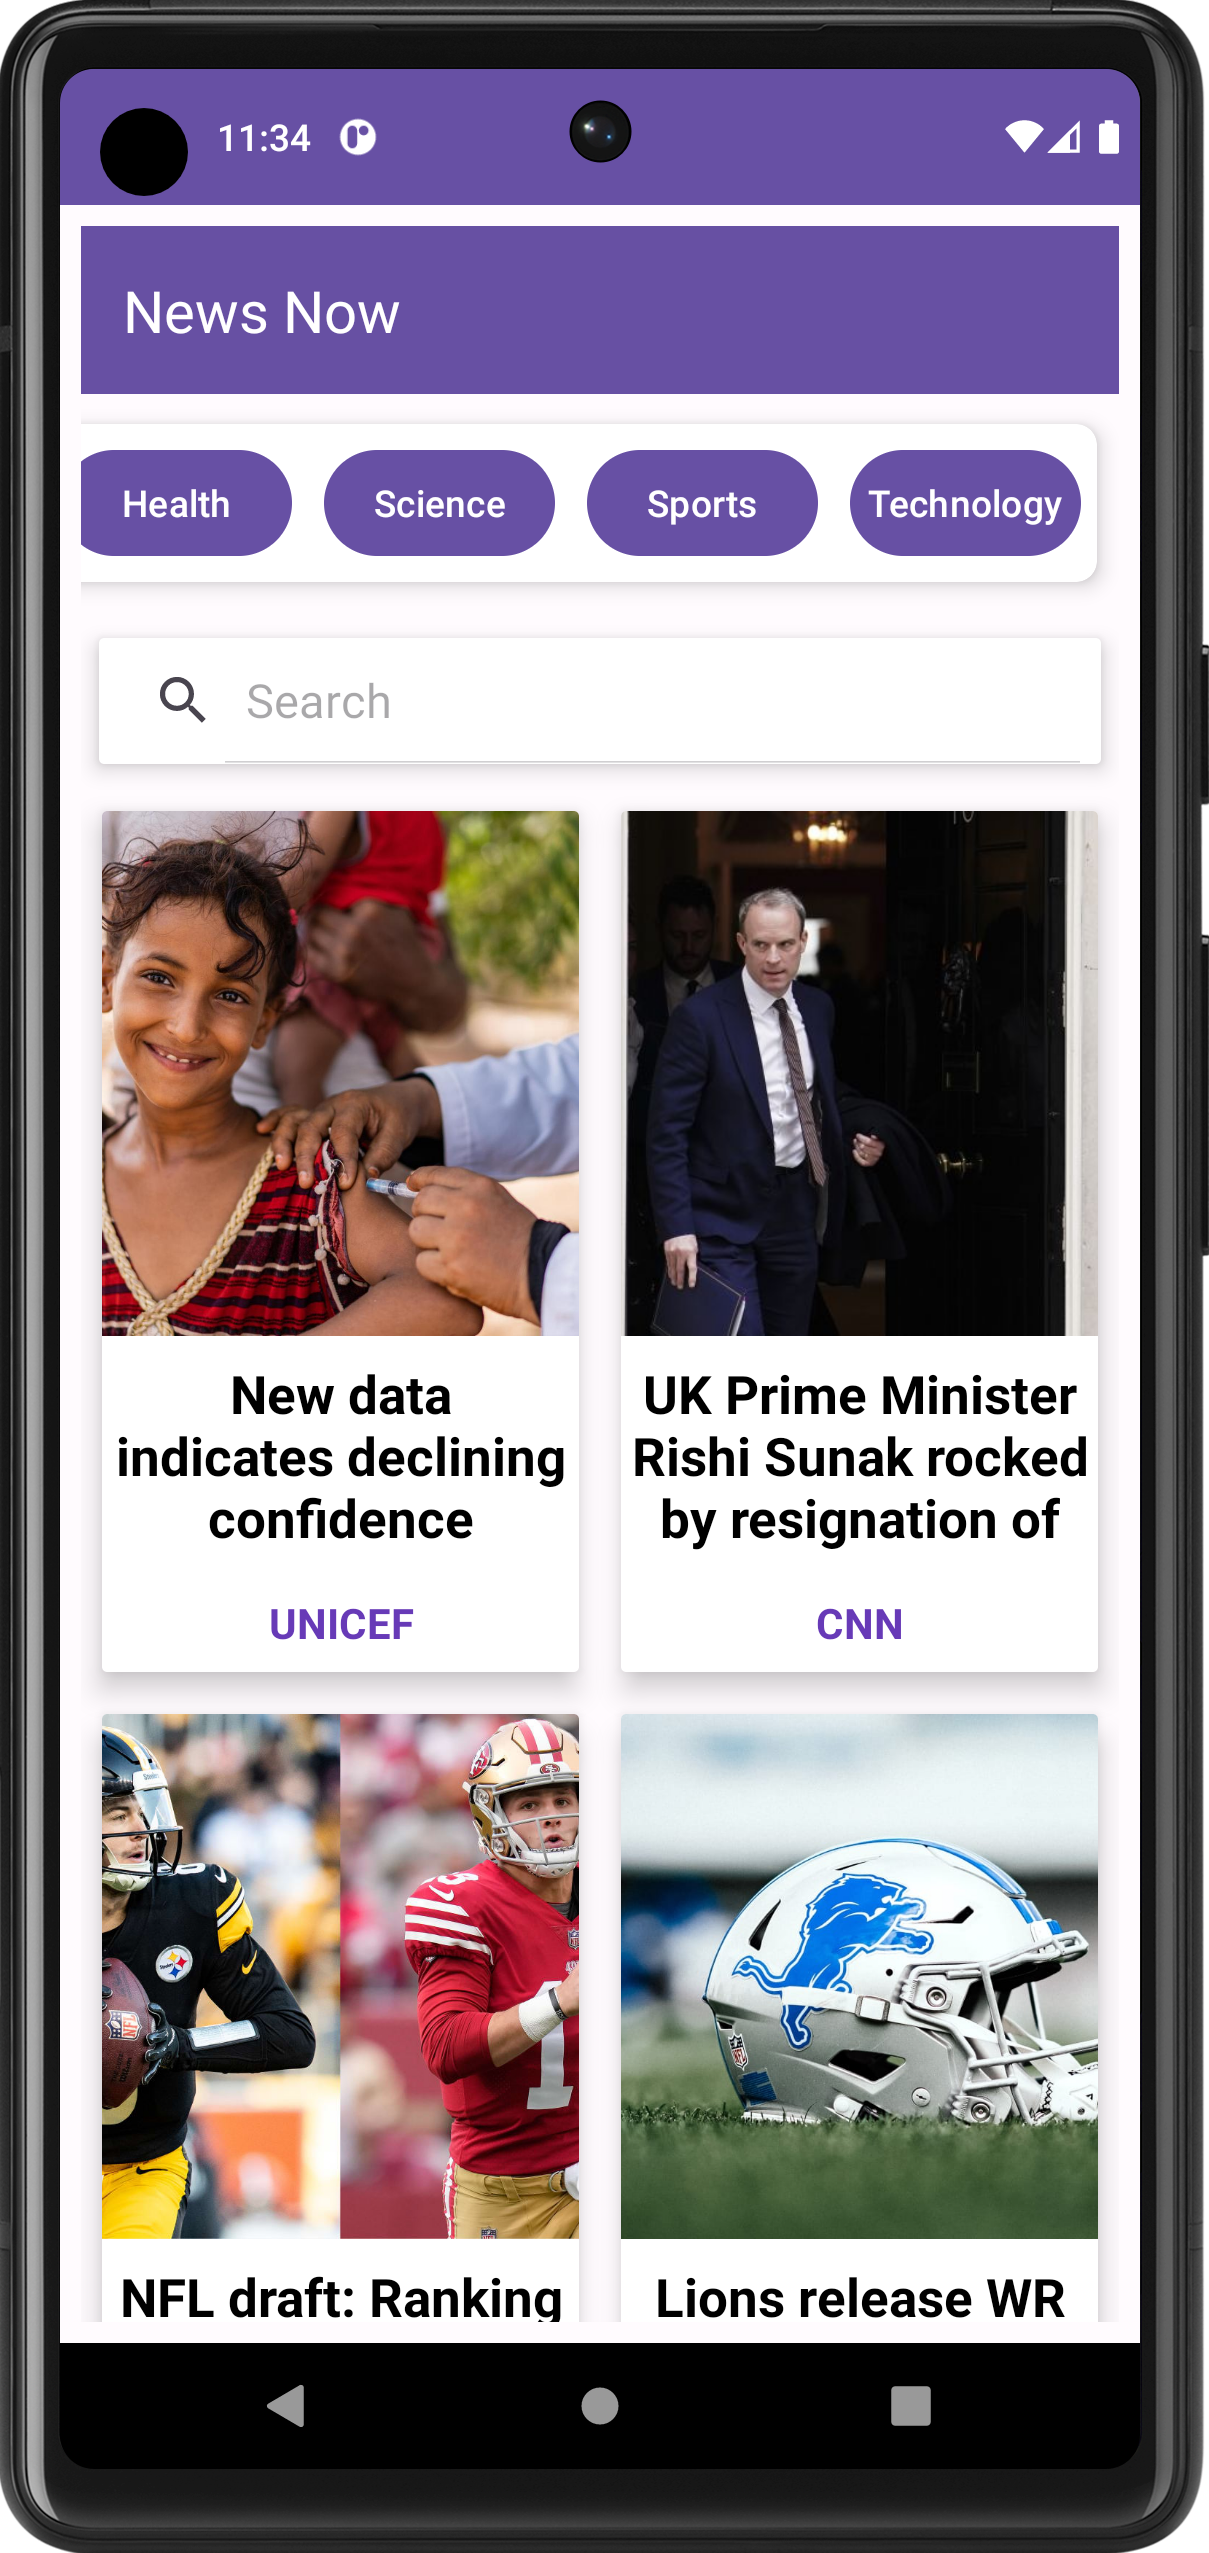 11:34
News Now
Health
Science
Sports
Technology
Search
New data
indicates declining
confidence
UNICEF
UK Prime Minister
Rishi Sunak rocked
by resignation of
CNN
NFL draft: Ranking
Lions release WR